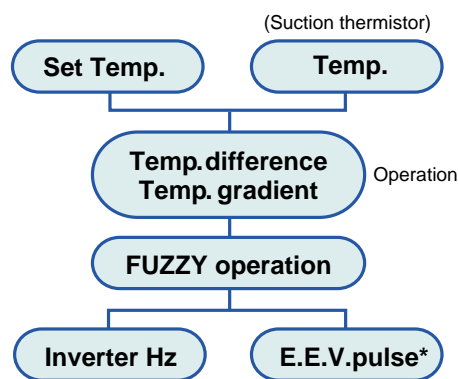 (Suction thermistor)
Set Temp.
Temp.
Temp.difference
Temp. gradient
Operation
FUZZY operation
Inverter Hz
E.E.V.pulse*